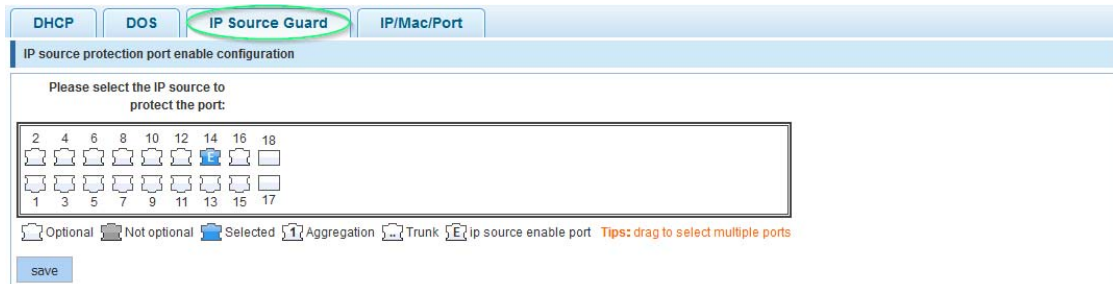 DHCP DOS IP Source Guard IP/Mac/Port
IP source protection port enable configuration
Please select the IP source to
protect the port:
2 4 6 8 10 12 14 16 18
E
1 3 5 7 9 11 13 15 17
Optional Not optional Selected 1 Aggregation .. Trunk E ip source enable port Tips: drag to select multiple ports
save